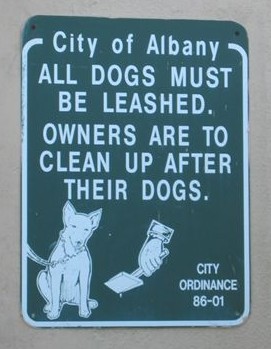 City of Albany
ALL DOGS MUST
BE LEASHED.
OWNERS ARE TO
CLEAN UP AFTER
THEIR DOGS.
CITY
ORDINANCE
86-01